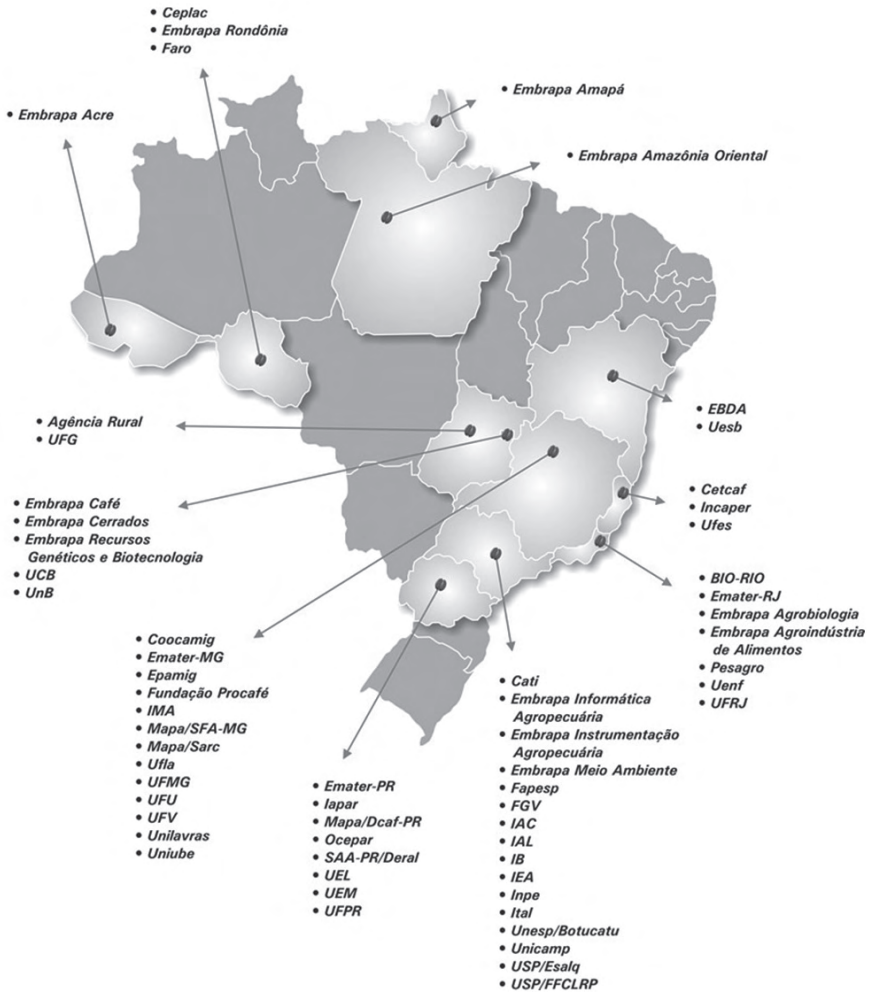 • Ceplac
• Embrapa Rondônia
• Faro
• Embrapa Acre
• Embrapa Amapá
• Embrapa Amazônia Oriental
• Agência Rural
• UFG
• EBDA
• Uesb
• Embrapa Café
• Embrapa Cerrados
• Embrapa Recursos
Genéticos e Biotecnologia
• UCB
• UnB
• Cetcaf
• Incaper
• Ufes
• BIO-RIO
• Emater-RJ
• Embrapa Agrobiologia
• Embrapa Agroindústria
de Alimentos
• Pesagro
• Uenf
• UFRJ
• Coocamig
• Emater-MG
• Epamig
• Fundação Procafé
• IMA
• Mapa/SFA-MG
• Mapa/Sarc
• Ufla
• UFMG
• UFU
• UFV
• Unilavras
• Uniube
• Emater-PR
• Iapar
• Mapa/Dcaf-PR
• Ocepar
• SAA-PR/Deral
• UEL
• UEM
• UFPR
• Cati
• Embrapa Informática
Agropecuária
• Embrapa Instrumentação
Agropecuária
• Embrapa Meio Ambiente
• Fapesp
• FGV
• IAC
• IAL
• IB
• IEA
• Inpe
• Ital
• Unesp/Botucatu
• Unicamp
• USP/Esalq
• USP/FFCLRP